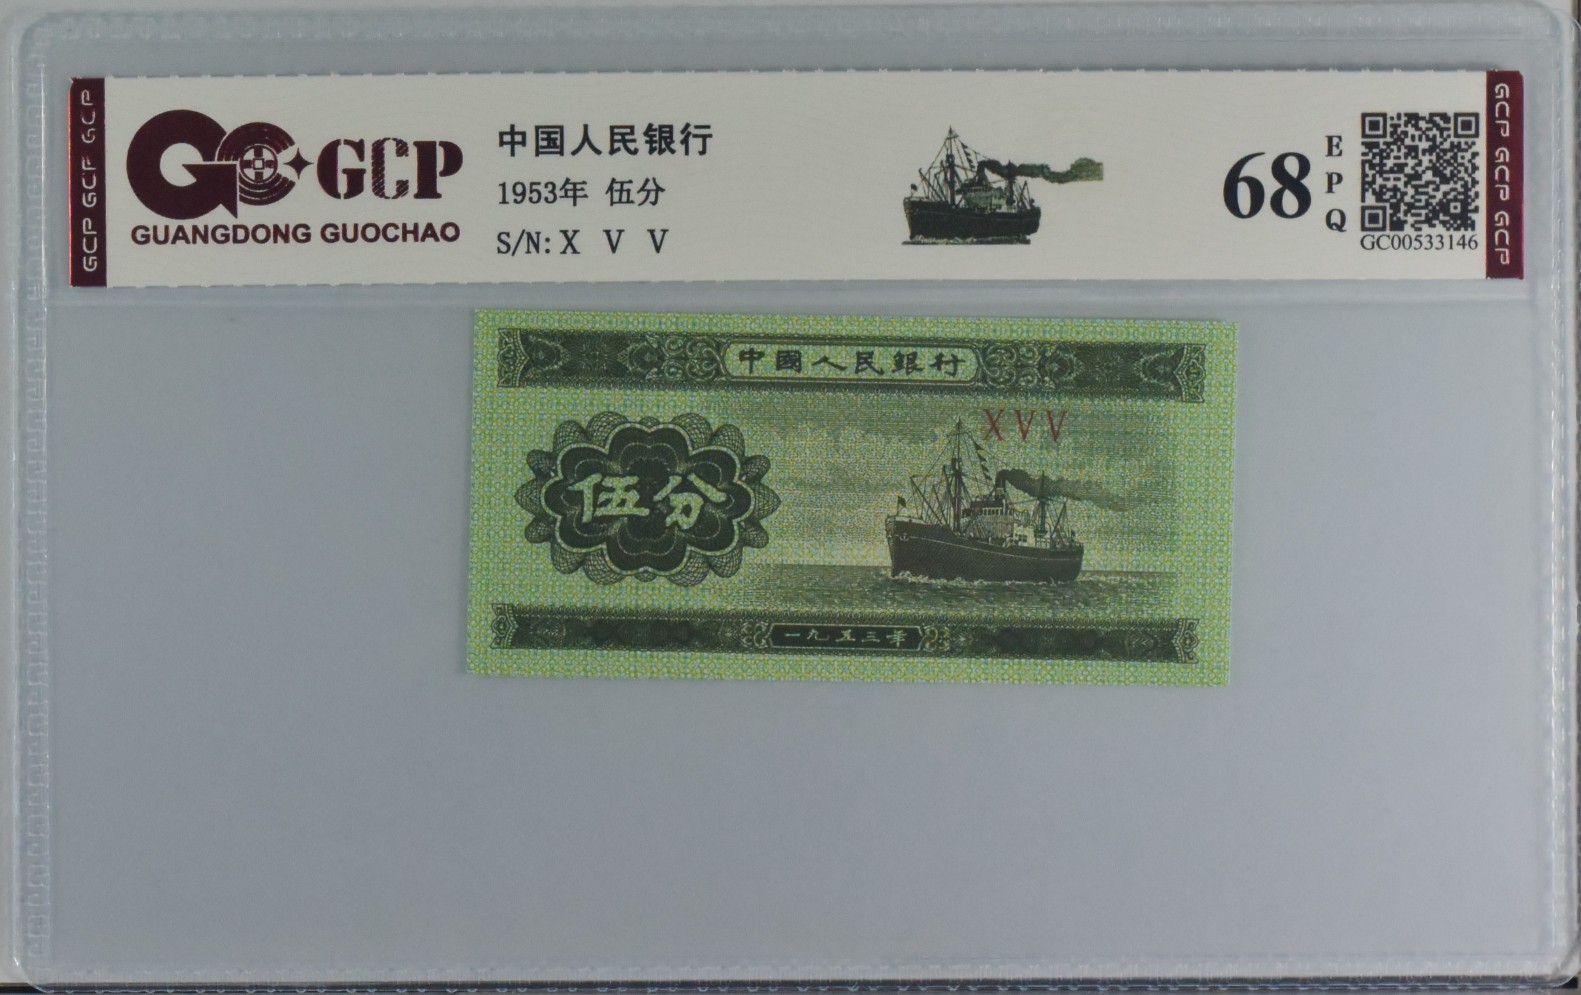 GCP GCP GCP GCP
GCP
GUANGDONG GUOCHAO
中国人民银行
1953年 伍分
S/N: X V V
68
E
P
Q
GC00533146
GCP GCP GCP GCP
中國人民銀行
XVV
伍分
一九五三年